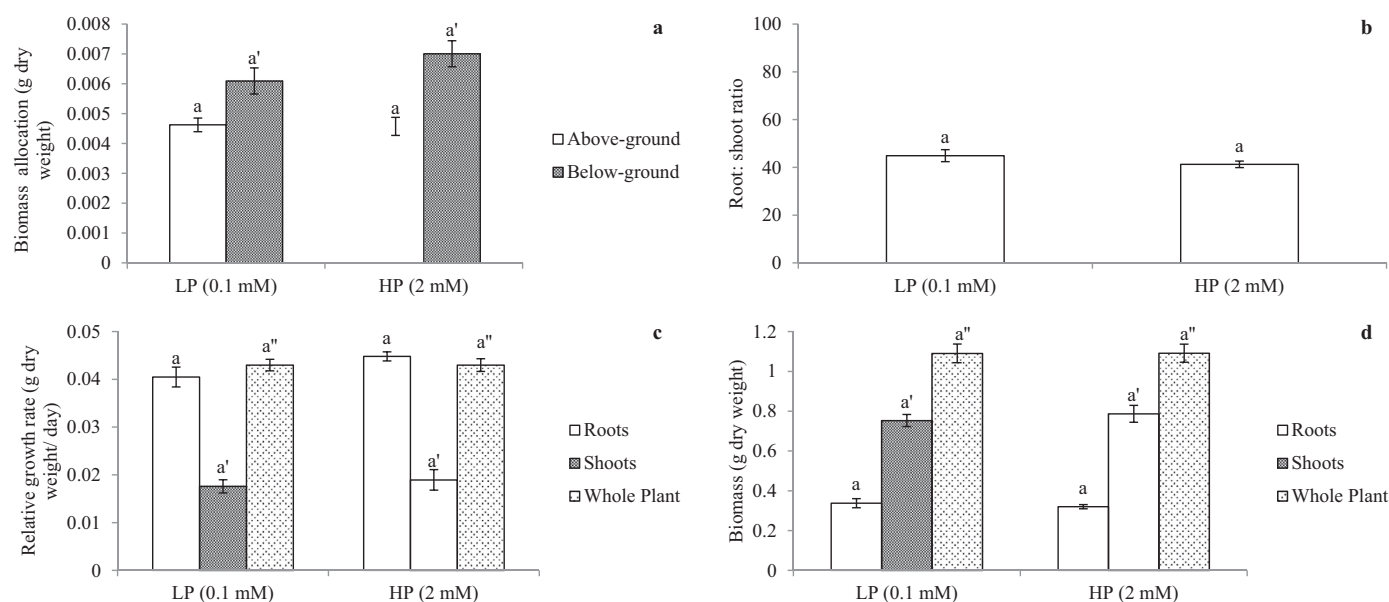 a
Biomass allocation (g dry
weight)
0.008
0.007
0.006
0.005
0.004
0.003
0.002
0.001
0
a
a'
a
a'
LP (0.1 mM)
HP (2 mM)
Above-ground
Below-ground
b
Root: shoot ratio
100
80
60
40
20
0
a
a
LP (0.1 mM)
HP (2 mM)
c
Relative growth rate (g dry
weight/ day)
0.05
0.04
0.03
0.02
0.01
0
a
a'
a"
a
a'
a"
LP (0.1 mM)
HP (2 mM)
Roots
Shoots
Whole Plant
d
Biomass (g dry weight)
1.2
1
0.8
0.6
0.4
0.2
0
a
a'
a"
a
a'
a"
LP (0.1 mM)
HP (2 mM)
Roots
Shoots
Whole Plant